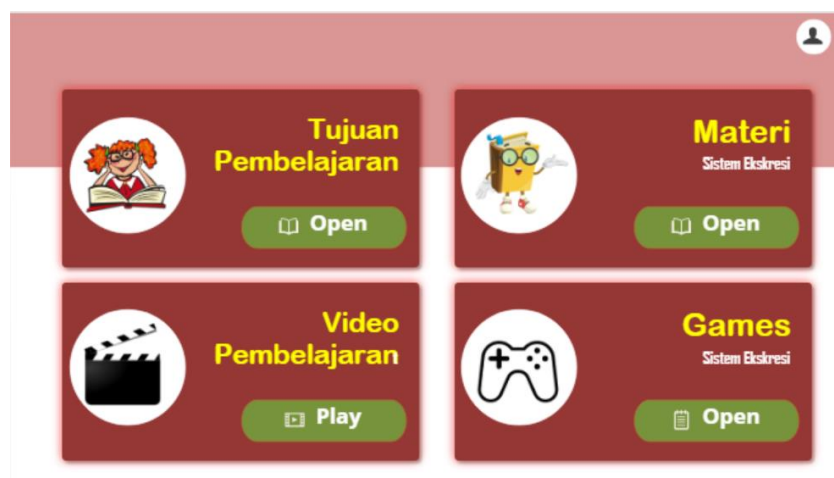 Tujuan
Pembelajaran
Open
Materi
Sistem Ekskresi
Open
Video
Pembelajaran
Play
Games
Sistem Ekskresi
Open